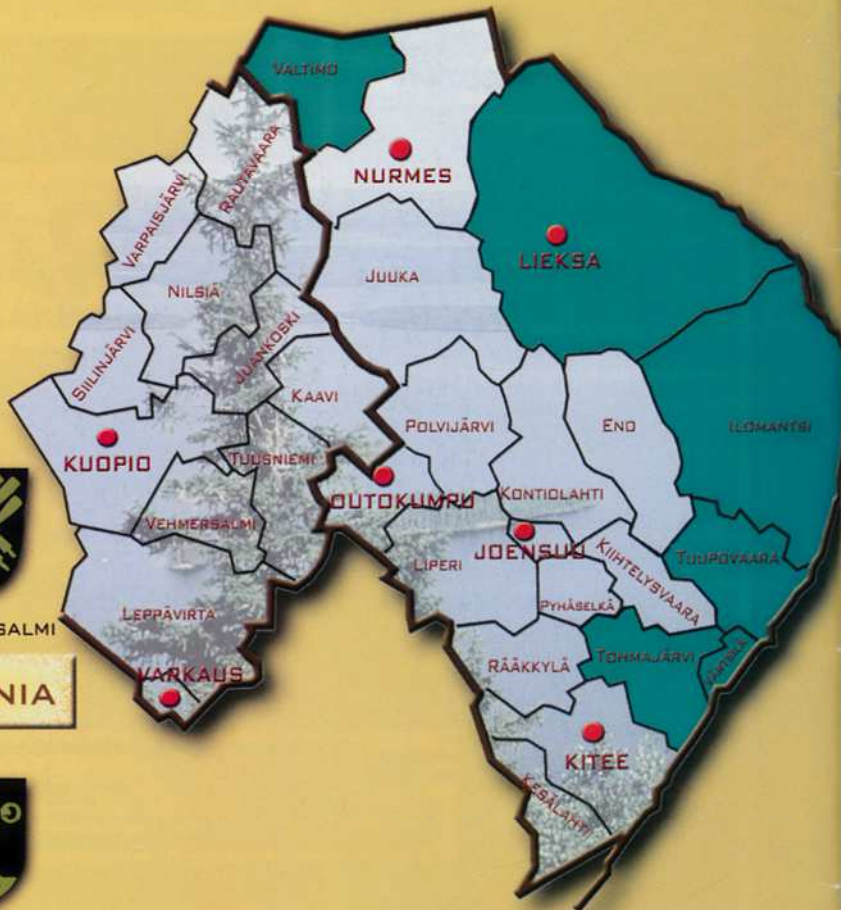 VALTIMO
NURMES
RAUTAVAARA
VARPAISJÄRVI
LIEKSA
JUUKA
NILSIÄ
SIILINJÄRVI
JUANKOSKI
KAAVI
POLVIJÄRVI
ENO
ILOMANTSI
KUOPIO
TUUSNIEMI
OUTOKUMPU
KONTIOLAHTI
VEHMERSALMI
JOENSUU
KIIHTELYSVAARA
TUUPOVAARA
LIPERI
PYHÄSELKÄ
LEPPÄVIRTA
SALMI
RÄÄKKYLÄ
TOHMAJÄRVI
VÄRTSILÄ
VARKAUS
NIA
KITEE
KESÄLAHTI